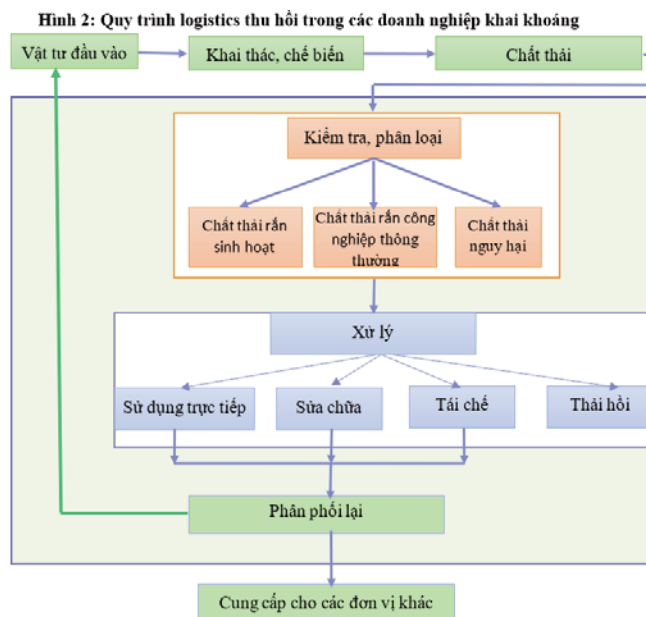 Hình 2: Quy trình logistics thu hồi trong các doanh nghiệp khai khoáng
Vật tư đầu vào
Khai thác, chế biến
Chất thải
Kiểm tra, phân loại
Chất thải rắn
sinh hoạt
Chất thải rắn công
nghiệp thông
thường
Chất thải
nguy hại
Xử lý
Sử dụng trực tiếp
Sửa chữa
Tái chế
Thải hồi
Phân phối lại
Cung cấp cho các đơn vị khác